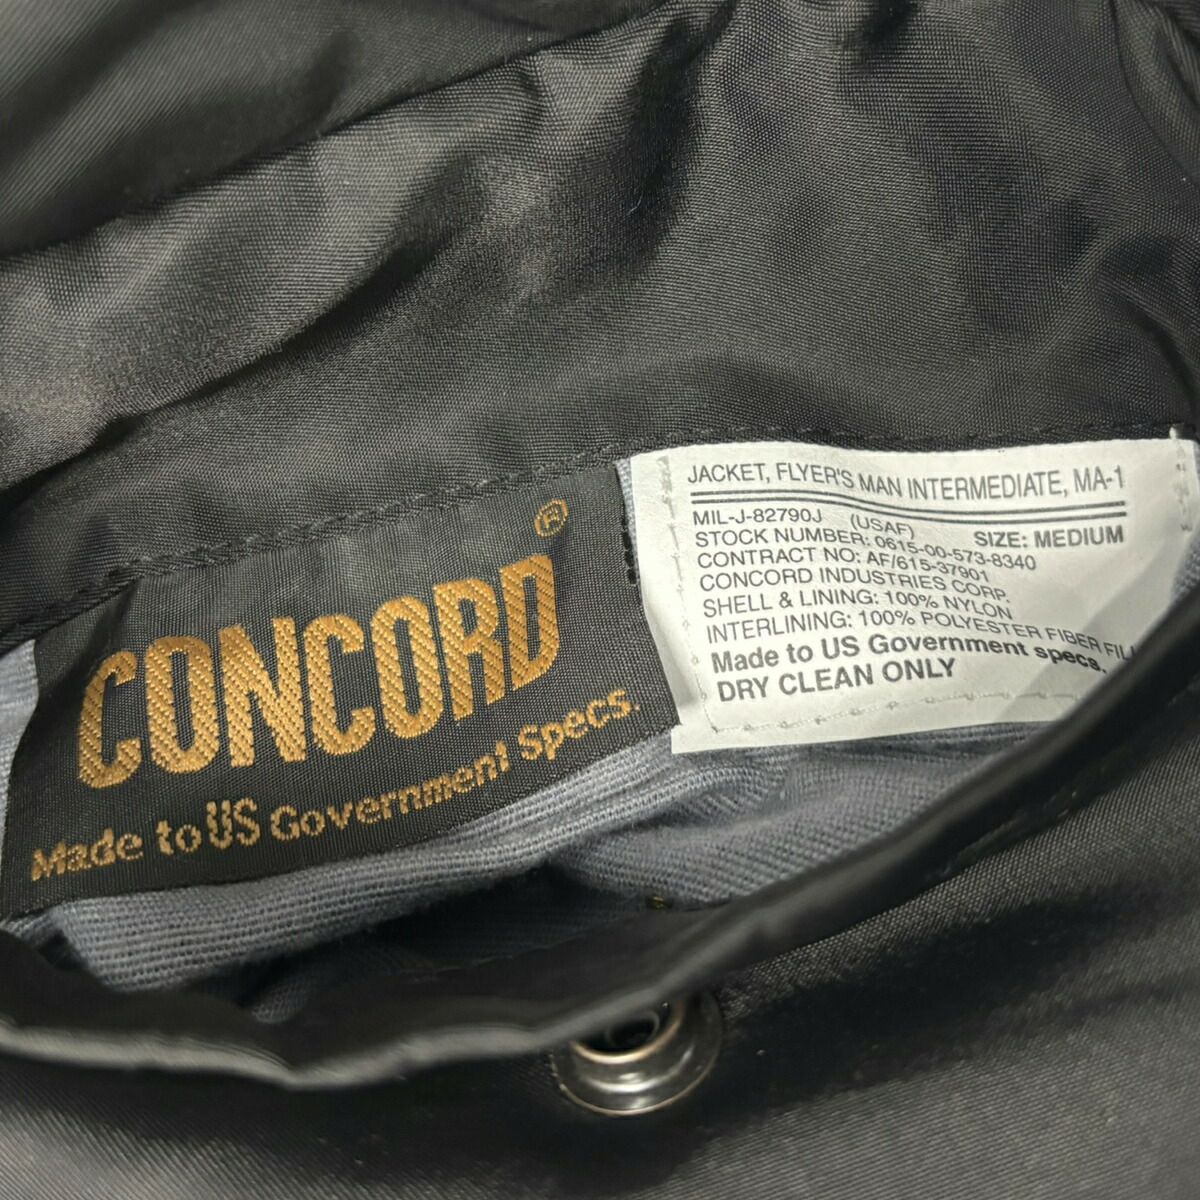 CONCORD®
Made to US Government Specs.
JACKET, FLYER'S MAN INTERMEDIATE, MA-1
MIL-J-82790J (USAF) SIZE: MEDIUM
STOCK NUMBER: 0615-00-573-8340
CONTRACT NO: AF/615-37901
CONCORD INDUSTRIES CORP.
SHELL & LINING: 100% NYLON
INTERLINING: 100% POLYESTER FIBER FILL
Made to US Government specs.
DRY CLEAN ONLY